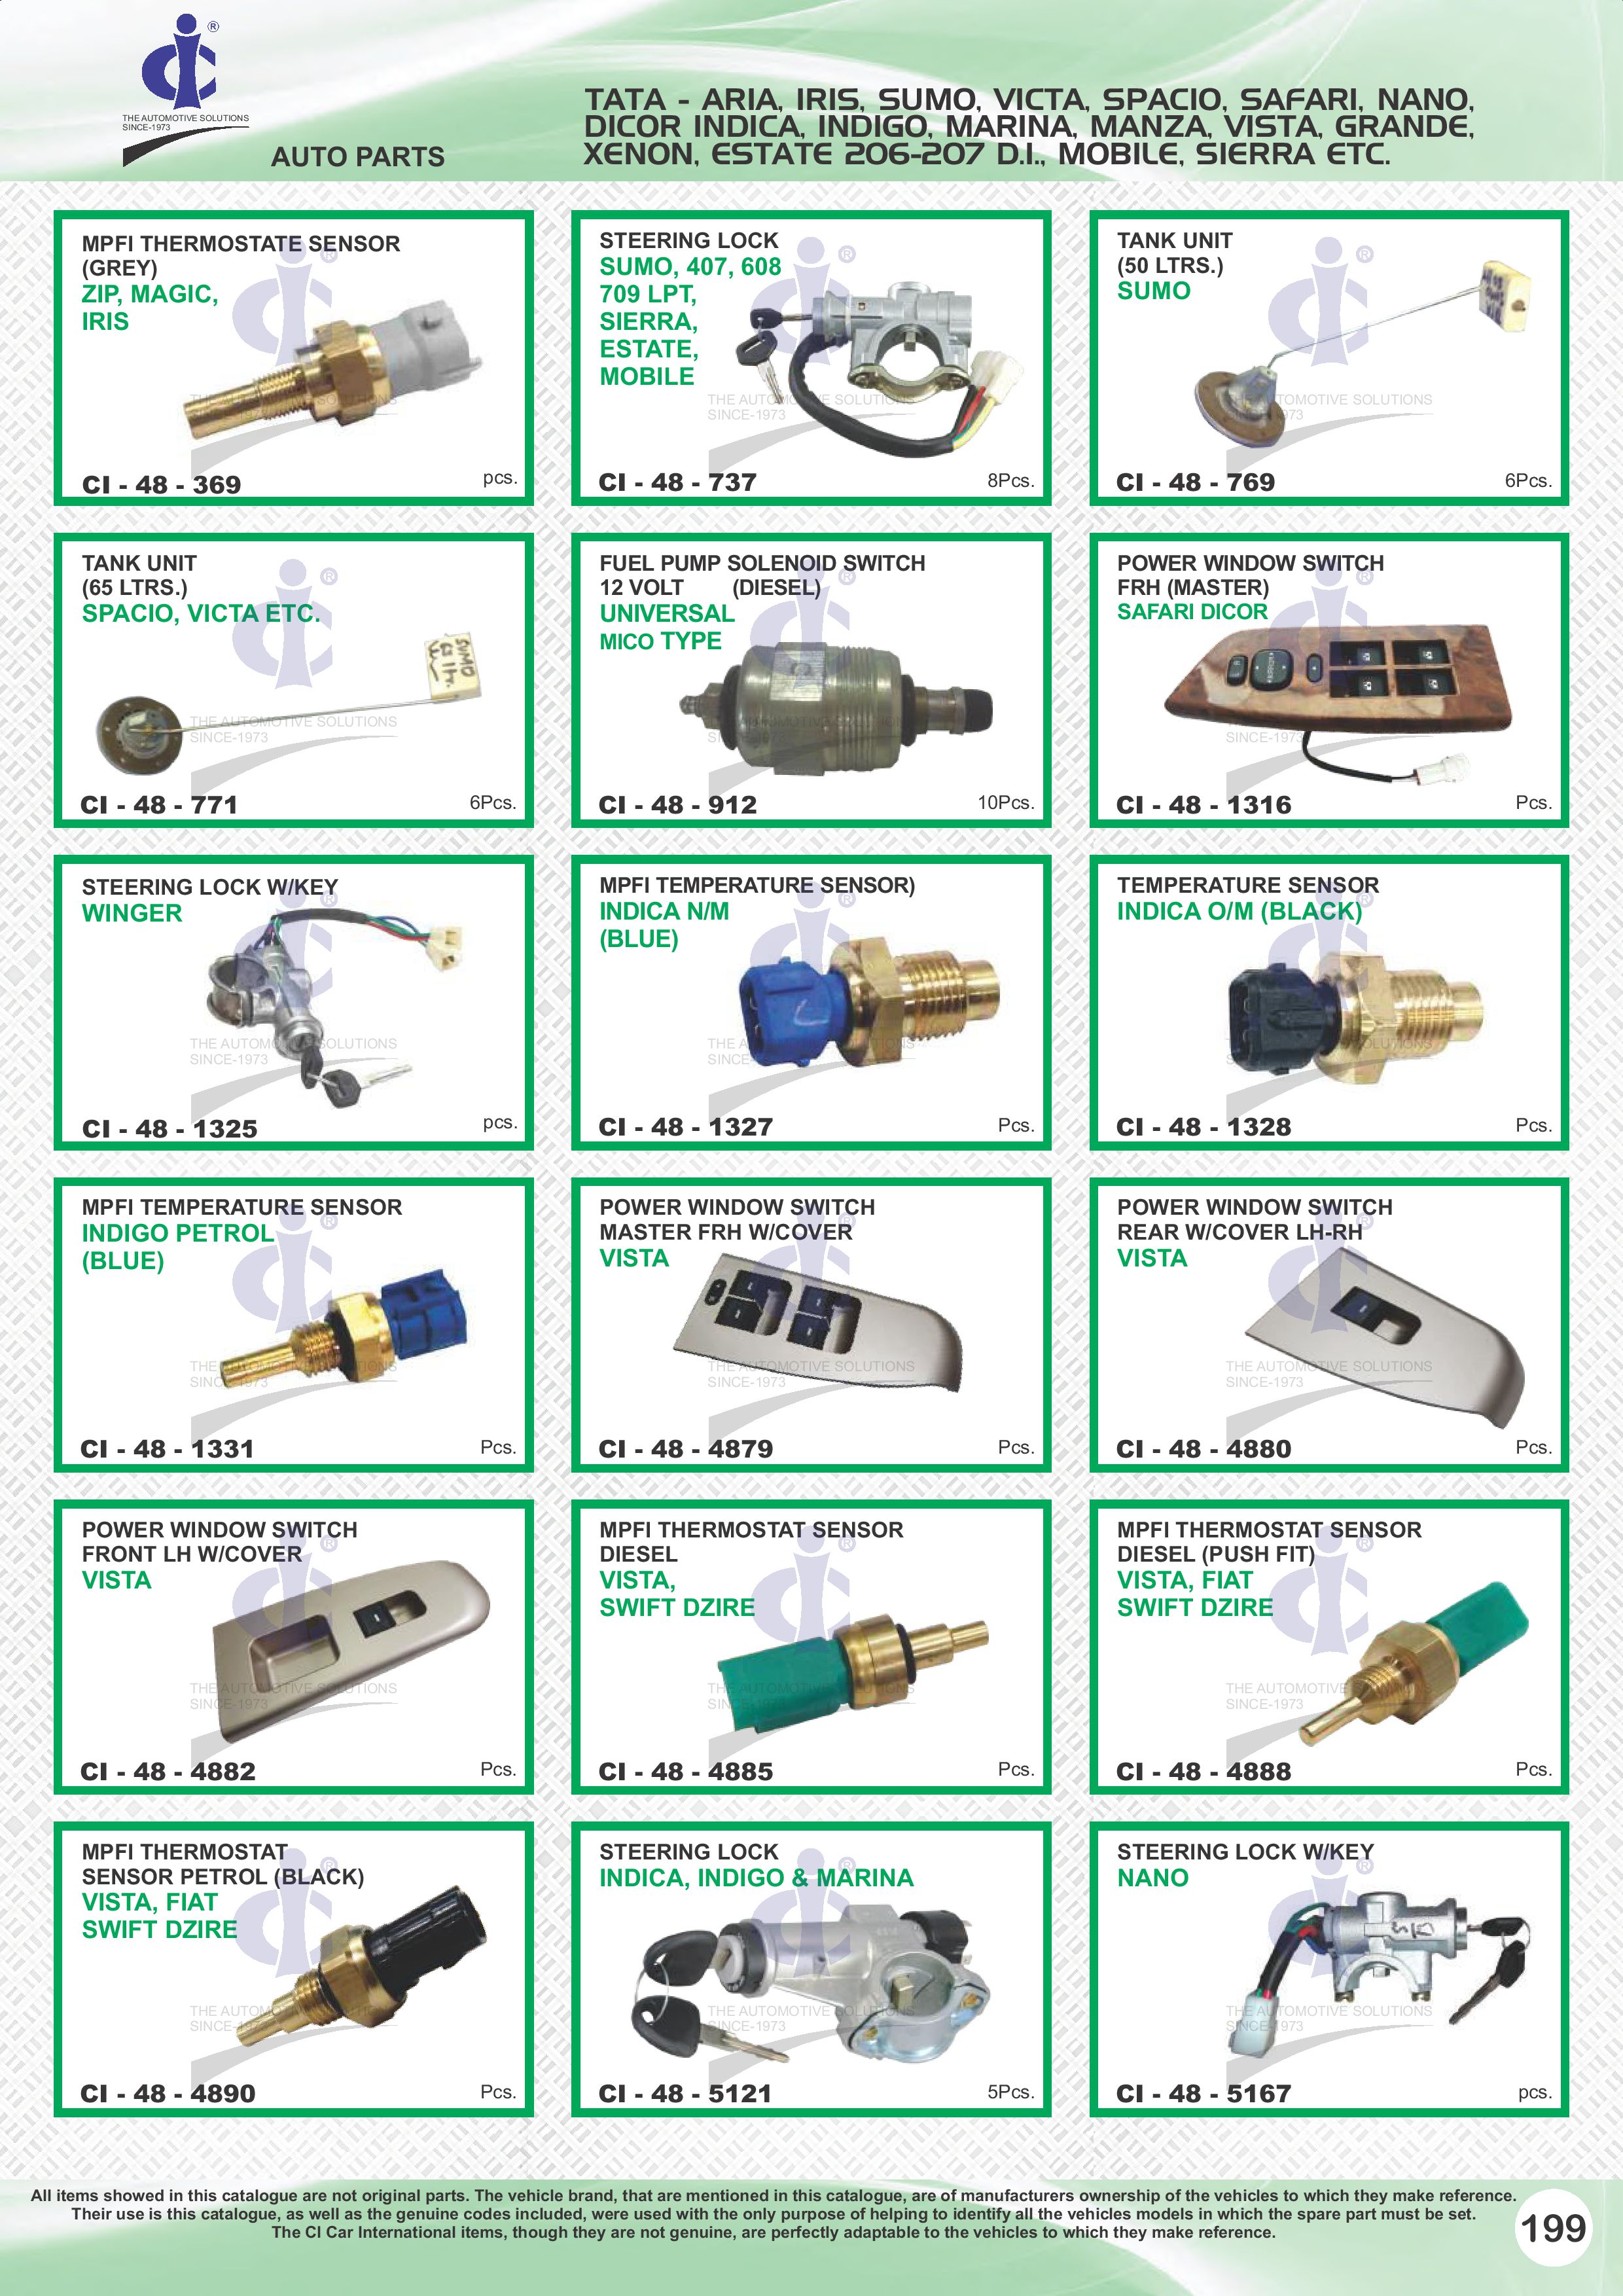 ®
THE AUTOMOTIVE SOLUTIONS
SINCE-1973
AUTO PARTS
TATA - ARIA, IRIS, SUMO, VICTA, SPACIO, SAFARI, NANO,
DICOR INDICA, INDIGO, MARINA, MANZA, VISTA, GRANDE,
XENON, ESTATE 206-207 D.I., MOBILE, SIERRA ETC.
MPFI THERMOSTATE SENSOR
(GREY)
ZIP, MAGIC,
IRIS
CI - 48 - 369
pcs.
STEERING LOCK
SUMO, 407, 608
709 LPT,
SIERRA,
ESTATE,
MOBILE
CI - 48 - 737
8Pcs.
TANK UNIT
(50 LTRS.)
SUMO
CI - 48 - 769
6Pcs.
TANK UNIT
(65 LTRS.)
SPACIO, VICTA ETC.
CI - 48 - 771
6Pcs.
FUEL PUMP SOLENOID SWITCH
12 VOLT (DIESEL)
UNIVERSAL
MICO TYPE
CI - 48 - 912
10Pcs.
POWER WINDOW SWITCH
FRH (MASTER)
SAFARI DICOR
CI - 48 - 1316
Pcs.
STEERING LOCK W/KEY
WINGER
CI - 48 - 1325
pcs.
MPFI TEMPERATURE SENSOR)
INDICA N/M
(BLUE)
CI - 48 - 1327
Pcs.
TEMPERATURE SENSOR
INDICA O/M (BLACK)
CI - 48 - 1328
Pcs.
MPFI TEMPERATURE SENSOR
INDIGO PETROL
(BLUE)
CI - 48 - 1331
Pcs.
POWER WINDOW SWITCH
MASTER FRH W/COVER
VISTA
CI - 48 - 4879
Pcs.
POWER WINDOW SWITCH
REAR W/COVER LH-RH
VISTA
CI - 48 - 4880
Pcs.
POWER WINDOW SWITCH
FRONT LH W/COVER
VISTA
CI - 48 - 4882
Pcs.
MPFI THERMOSTAT SENSOR
DIESEL
VISTA,
SWIFT DZIRE
CI - 48 - 4885
Pcs.
MPFI THERMOSTAT SENSOR
DIESEL (PUSH FIT)
VISTA, FIAT
SWIFT DZIRE
CI - 48 - 4888
Pcs.
MPFI THERMOSTAT
SENSOR PETROL (BLACK)
VISTA, FIAT
SWIFT DZIRE
CI - 48 - 4890
Pcs.
STEERING LOCK
INDICA, INDIGO & MARINA
CI - 48 - 5121
5Pcs.
STEERING LOCK W/KEY
NANO
CI - 48 - 5167
pcs.
All items showed in this catalogue are not original parts. The vehicle brand, that are mentioned in this catalogue, are of manufacturers ownership of the vehicles to which they make reference.
Their use is this catalogue, as well as the genuine codes included, were used with the only purpose of helping to identify all the vehicles models in which the spare part must be set.
The CI Car International items, though they are not genuine, are perfectly adaptable to the vehicles to which they make reference.
199